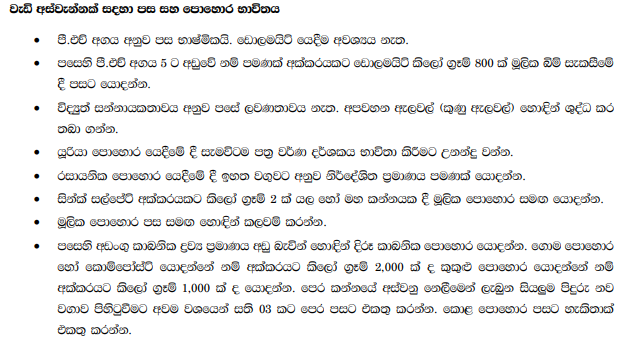 වැඩි අස්වැන්නක් සඳහා පස සහ පොහොර භාවිතය
• පී.එච් අගය අනුව පස භාෂ්මිකයි. ඩොලමයිට් යෙදීම අවශ්‍යය නැත.
• පසෙහි පී.එච් අගය 5 ට අඩුවේ නම් පමණක් අක්කරයකට ඩොලමයිට් කිලෝ ග්‍රෑම් 800 ක් මූලික බිම් සැකසීමේ
දී පසට යොදන්න.
• විද්‍යුත් සන්නායකතාවය අනුව පසේ ලවණතාවය නැත. අපවහන ඇලවල් (කුණු ඇලවල්) හොඳින් ශුද්ධ කර
තබා ගන්න.
• යූරියා පොහොර යෙදීමේ දී සැමවිටම පත්‍ර වර්ණ දර්ශකය භාවිතා කිරීමට උනන්දු වන්න.
• රසායනික පොහොර යෙදීමේ දී ඉහත වගුවට අනුව නිර්දේශිත ප්‍රමාණය පමණක් යොදන්න.
• සින්ක් සල්පේට් අක්කරයකට කිලෝ ග්‍රෑම් 2 ක් යල හෝ මහ කන්නයක දී මූලික පොහොර සමඟ යොදන්න.
• මූලික පොහොර පස සමඟ හොඳින් කලවම් කරන්න.
• පසෙහි අඩංගු කාබනික ද්‍රව්‍ය ප්‍රමාණය අඩු බැවින් හොඳින් දිරූ කාබනික පොහොර යොදන්න. ගොම පොහොර
හෝ කොම්පෝස්ට් යොදන්නේ නම් අක්කරයට කිලෝ ග්‍රෑම් 2,000 ක් ද කුකුළු පොහොර යොදන්නේ නම්
අක්කරයට කිලෝ ග්‍රෑම් 1,000 ක් ද යොදන්න. පෙර කන්නයේ අස්වනු නෙලීමෙන් ලැබුන සියලුම පිදුරු නව
වගාව පිහිටුවීමට අවම වශයෙන් සති 03 කට පෙර පසට එකතු කරන්න. කොළ පොහොර පසට හැකිතාක්
එකතු කරන්න.